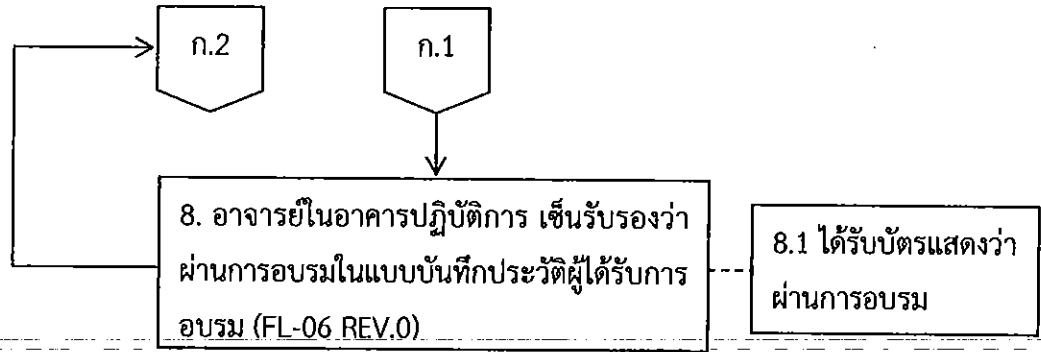 ก.2
ก.1
8. อาจารย์ในอาคารปฏิบัติการ เซ็นรับรองว่า
ผ่านการอบรมในแบบบันทึกประวัติผู้ได้รับการ
อบรม (FL-06 REV.0)
8.1 ได้รับบัตรแสดงว่า
ผ่านการอบรม